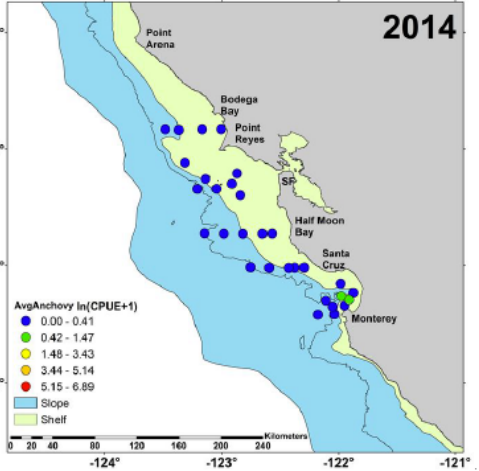 2014
Point
Arena
Bodega
Bay
Point
Reyes
SF
Half Moon
Bay
Santa
Cruz
Monterey
AvgAnchovy ln(CPUE+1)
0.00 - 0.41
0.42 - 1.47
1.48 - 3.43
3.44 - 5.14
5.15 - 6.89
Slope
Shelf
Kilometers
0 20 40 80 120 160 200 240
-124° -123° -122° -121°